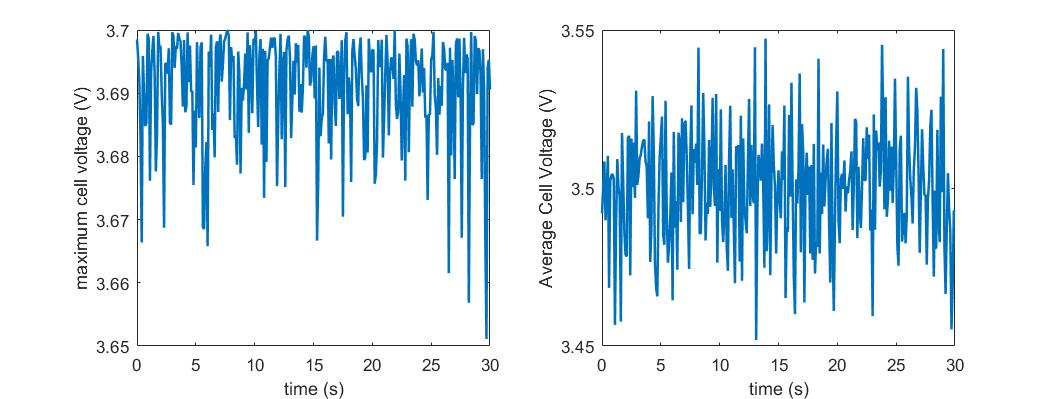 maximum cell voltage (V)
3.7
3.69
3.68
3.67
3.66
3.65
0 5 10 15 20 25 30
time (s)
Average Cell Voltage (V)
3.55
3.5
3.45
0 5 10 15 20 25 30
time (s)